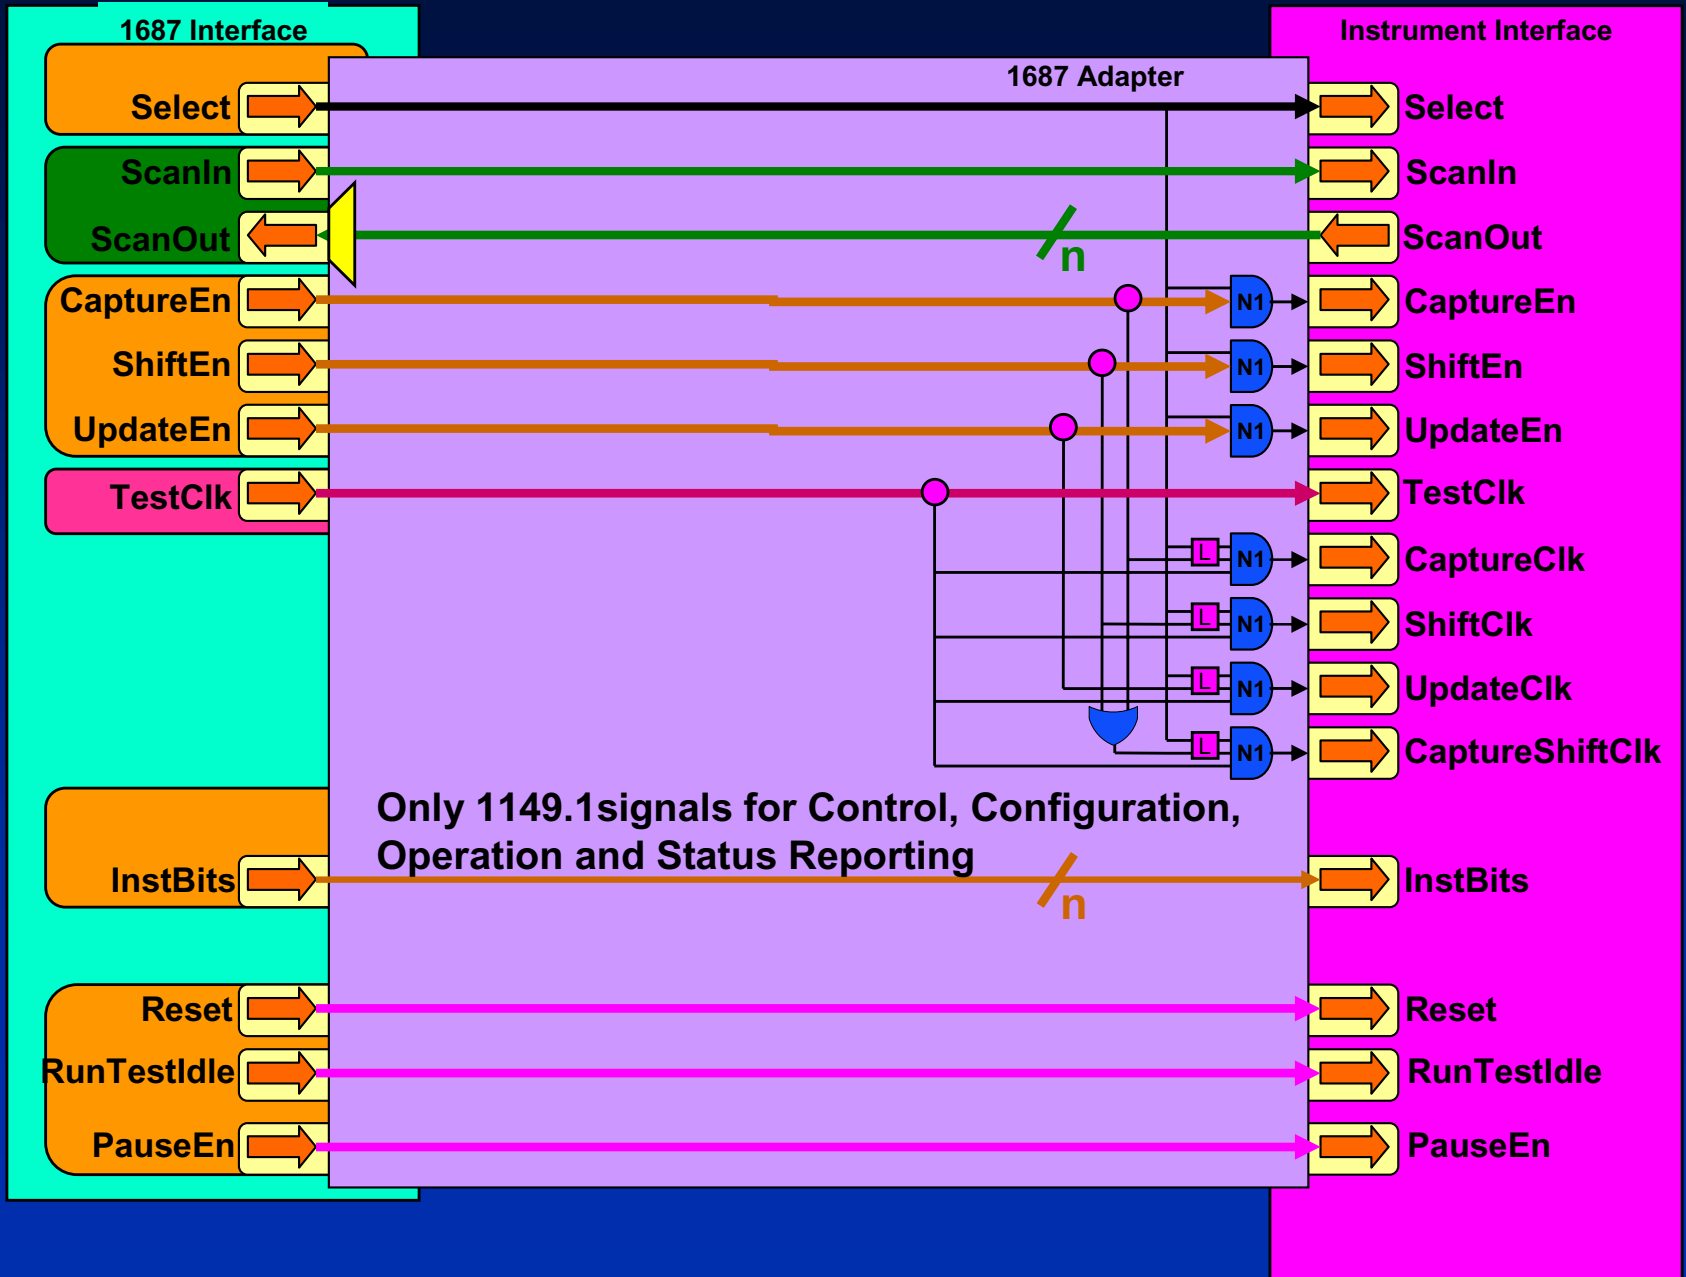 1687 Interface
Instrument Interface
1687 Adapter
Select
Select
ScanIn
ScanIn
ScanOut
n
ScanOut
CaptureEn
N1
CaptureEn
ShiftEn
N1
ShiftEn
UpdateEn
N1
UpdateEn
TestClk
TestClk
L
N1
CaptureClk
L
N1
ShiftClk
L
N1
UpdateClk
L
N1
CaptureShiftClk
Only 1149.1signals for Control, Configuration,
Operation and Status Reporting
InstBits
n
InstBits
Reset
Reset
RunTestIdle
RunTestIdle
PauseEn
PauseEn